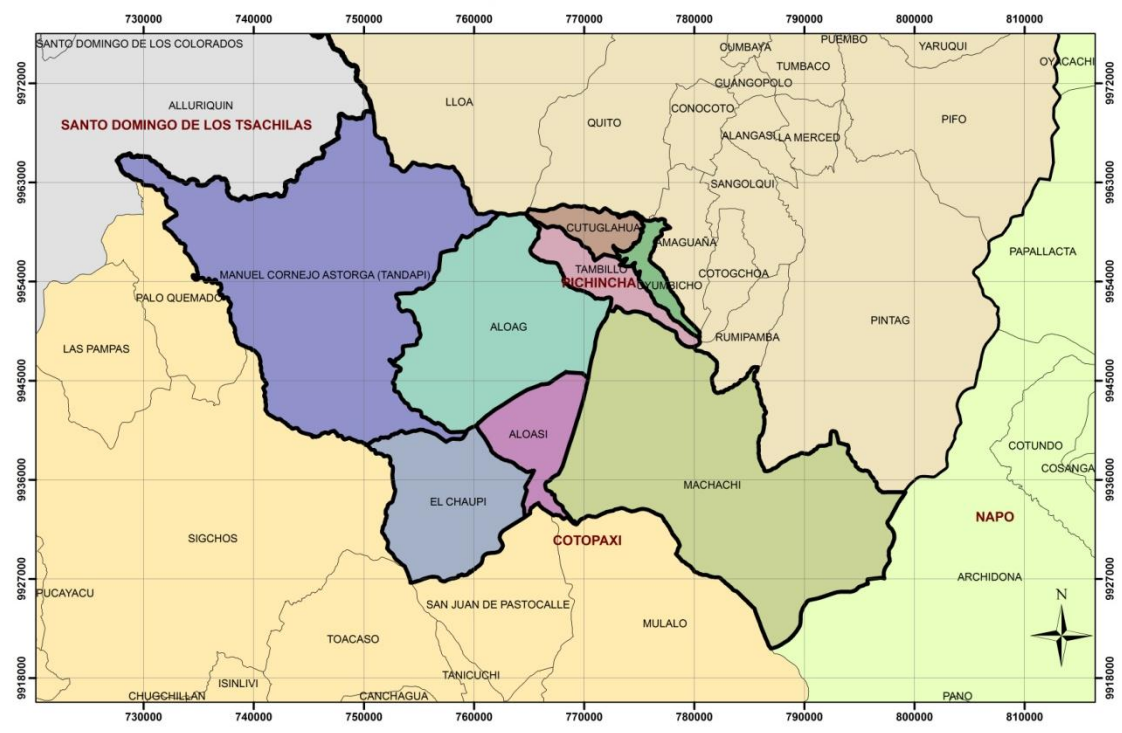 730000 740000 750000 760000 770000 780000 790000 800000 810000
SANTO DOMINGO DE LOS COLORADOS
CUMBAYA
PUEMBO
YARUQUI
OYACACHI
9972000
TUMBACO
9972000
GUANGOPOLO
ALLURIQUIN
LLOA
CONOCOTO
SANTO DOMINGO DE LOS TSACHILAS
QUITO
PIFO
ALANGASI
LA MERCED
9963000
SANGOLQUI
9963000
CUTUGLAHUA
AMAGUAÑA
PAPALLACTA
MANUEL CORNEJO ASTORGA (TANDAPI)
TAMBILLO
COTOGCHOA
9954000
PICHINCHA
UYUMBICHO
9954000
PALO QUEMADO
ALOAG
PINTAG
RUMIPAMBA
LAS PAMPAS
9945000
9945000
ALOASI
COTUNDO
COSANGA
9936000
MACHACHI
9936000
EL CHAUPI
NAPO
SIGCHOS
COTOPAXI
9927000
ARCHIDONA
9927000
PUCAYACU
N
SAN JUAN DE PASTOCALLE
MULALO
TOACASO
9918000
ISINLIVI
TANICUCHI
9918000
CHUGCHILLAN
CANCHAGUA
PANO
730000 740000 750000 760000 770000 780000 790000 800000 810000